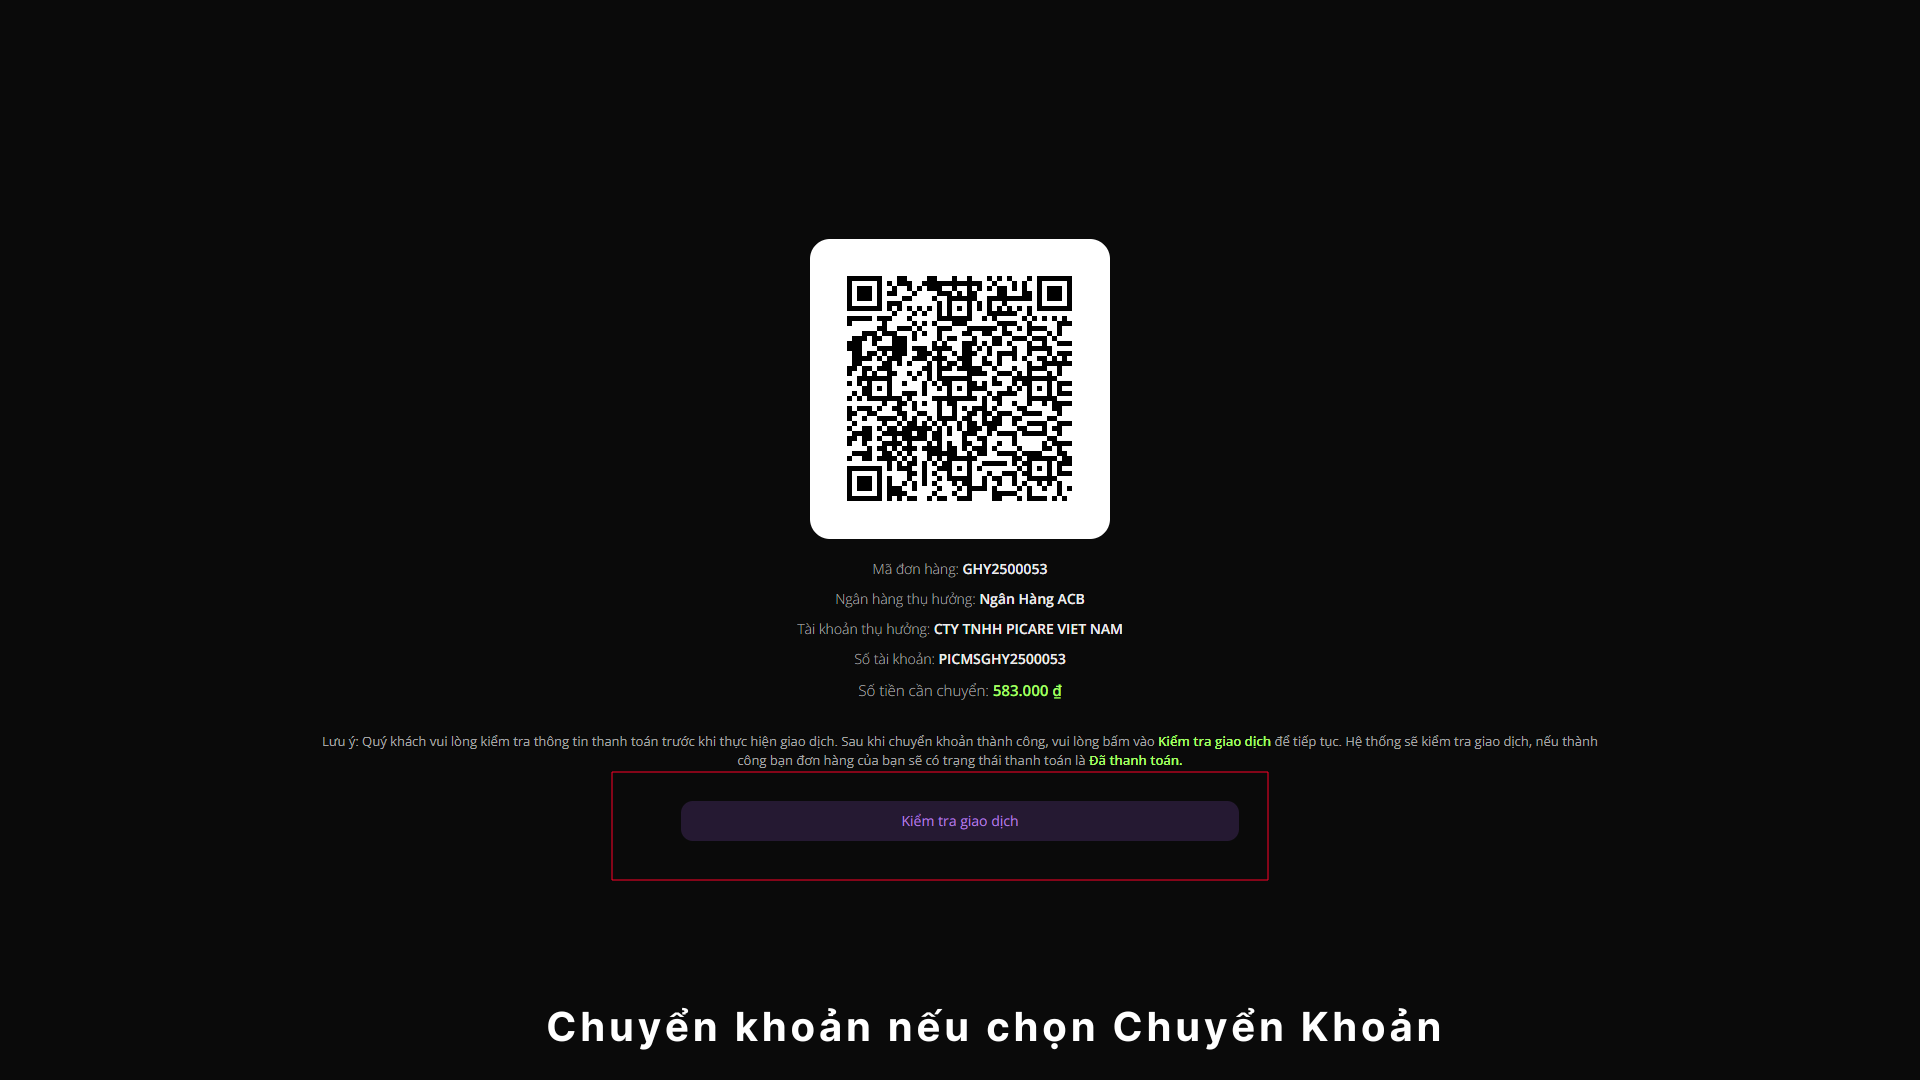 Mã đơn hàng: GHY2500053
Ngân hàng thụ hưởng: Ngân Hàng ACB
Tài khoản thụ hưởng: CTY TNHH PICARE VIET NAM
Số tài khoản: PICMSGHY2500053
Số tiền cần chuyển: 583.000 ₫
Lưu ý: Quý khách vui lòng kiểm tra thông tin thanh toán trước khi thực hiện giao dịch. Sau khi chuyển khoản thành công, vui lòng bấm vào Kiểm tra giao dịch để tiếp tục. Hệ thống sẽ kiểm tra giao dịch, nếu thành
công bạn đơn hàng của bạn sẽ có trạng thái thanh toán là Đã thanh toán.
Kiểm tra giao dịch
Chuyển khoản nếu chọn Chuyển Khoản